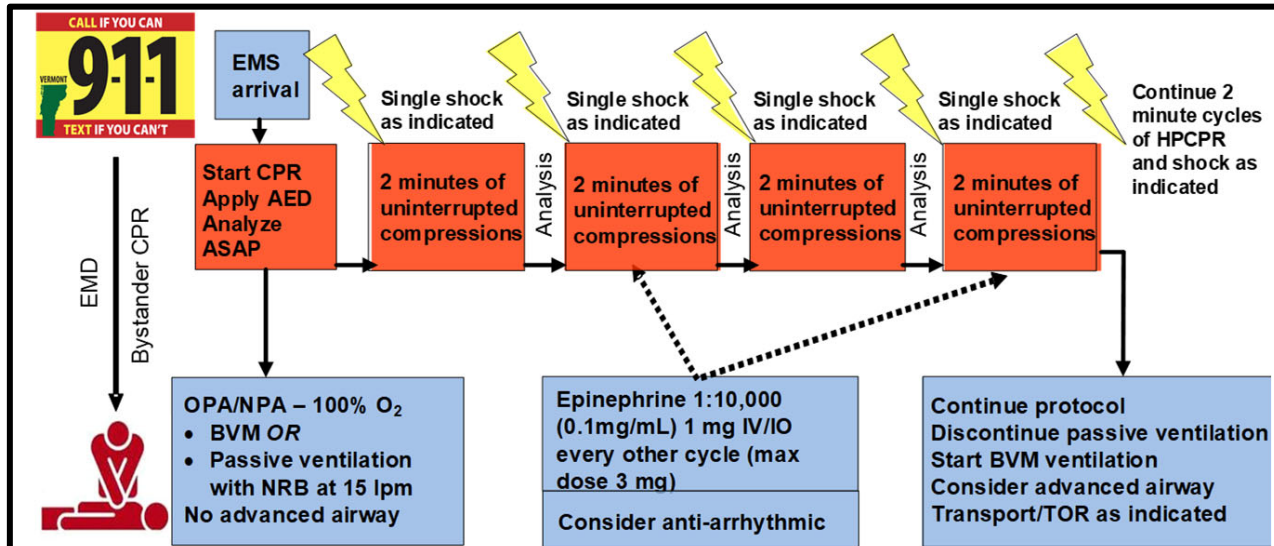 CALL IF YOU CAN
VERMONT
9-1-1
TEXT IF YOU CAN'T
EMD
Bystander CPR
EMS
arrival
Start CPR
Apply AED
Analyze
ASAP
Single shock
as indicated
2 minutes of
uninterrupted
compressions
Analysis
Single shock
as indicated
2 minutes of
uninterrupted
compressions
Analysis
Single shock
as indicated
2 minutes of
uninterrupted
compressions
Analysis
Single shock
as indicated
2 minutes of
uninterrupted
compressions
Continue 2
minute cycles
of HPCPR
and shock as
indicated
OPA/NPA – 100% O₂
• BVM OR
• Passive ventilation
with NRB at 15 lpm
No advanced airway
Epinephrine 1:10,000
(0.1mg/mL) 1 mg IV/IO
every other cycle (max
dose 3 mg)
Consider anti-arrhythmic
Continue protocol
Discontinue passive ventilation
Start BVM ventilation
Consider advanced airway
Transport/TOR as indicated